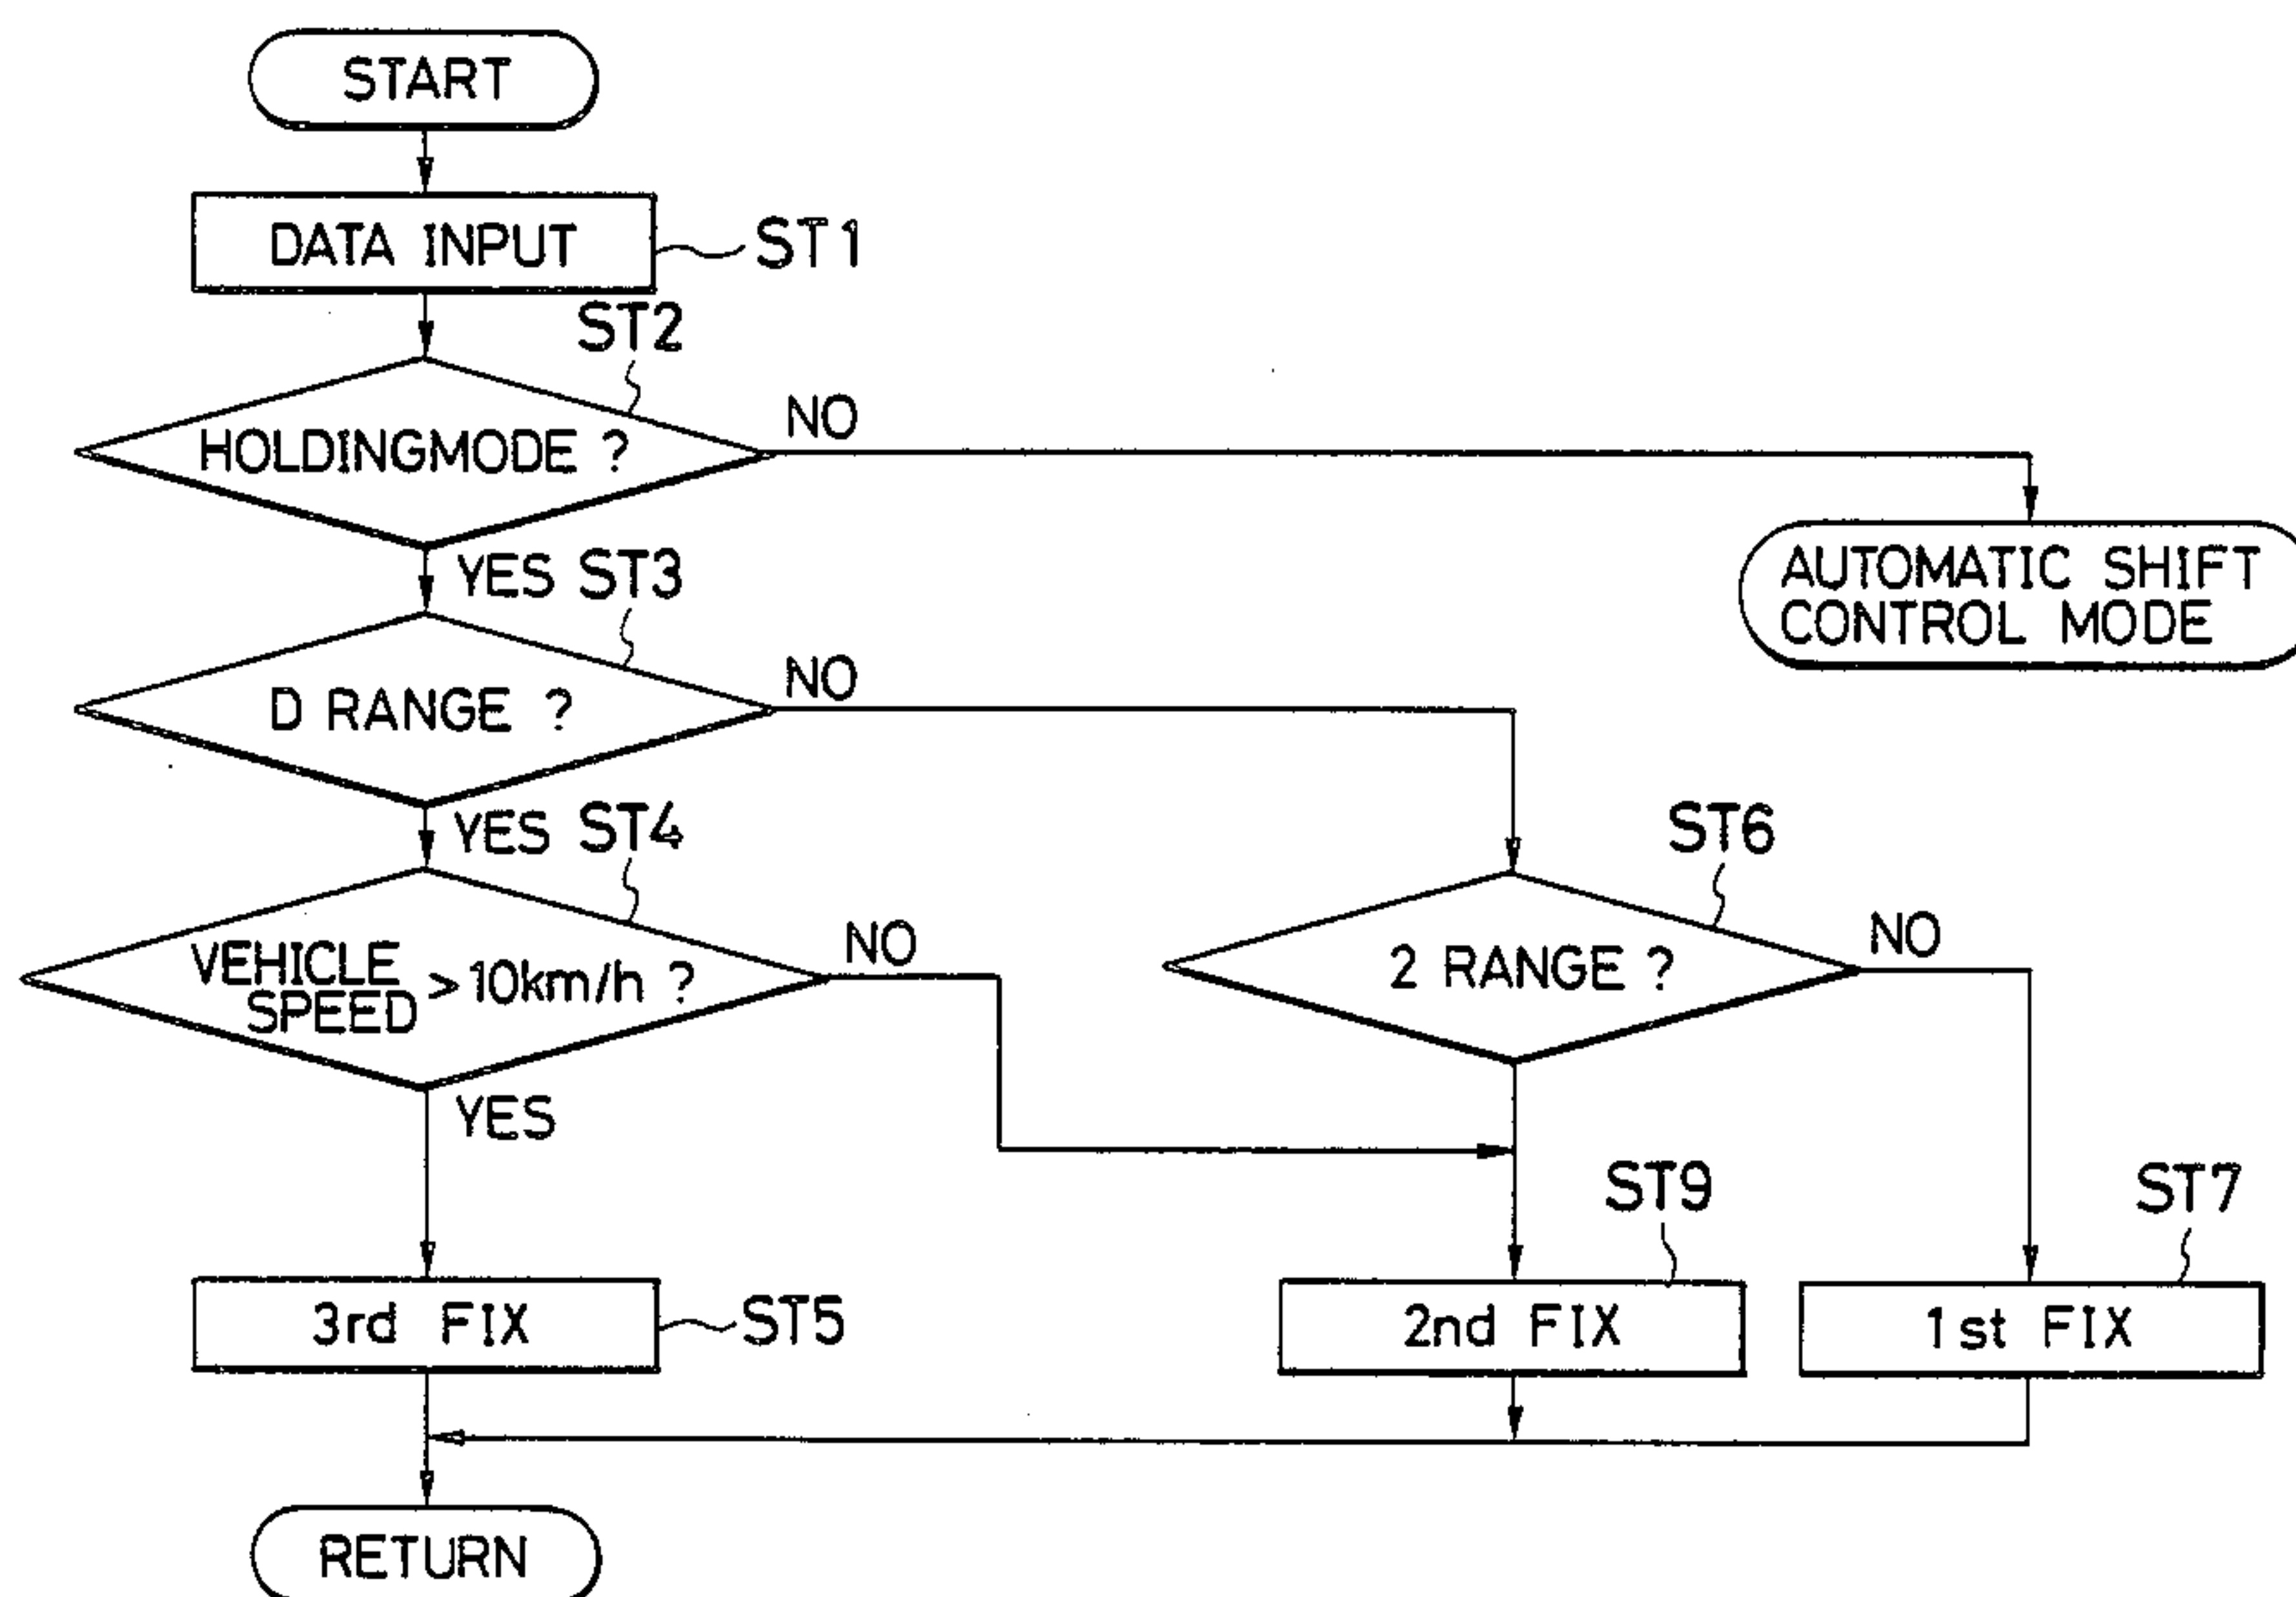 START
DATA INPUT
ST1
ST2
HOLDINGMODE ?
NO
AUTOMATIC SHIFT
CONTROL MODE
YES
ST3
D RANGE ?
NO
YES
ST4
VEHICLE
SPEED
> 10km/h ?
NO
ST6
2 RANGE ?
NO
YES
ST9
ST7
3rd FIX
ST5
2nd FIX
1st FIX
RETURN